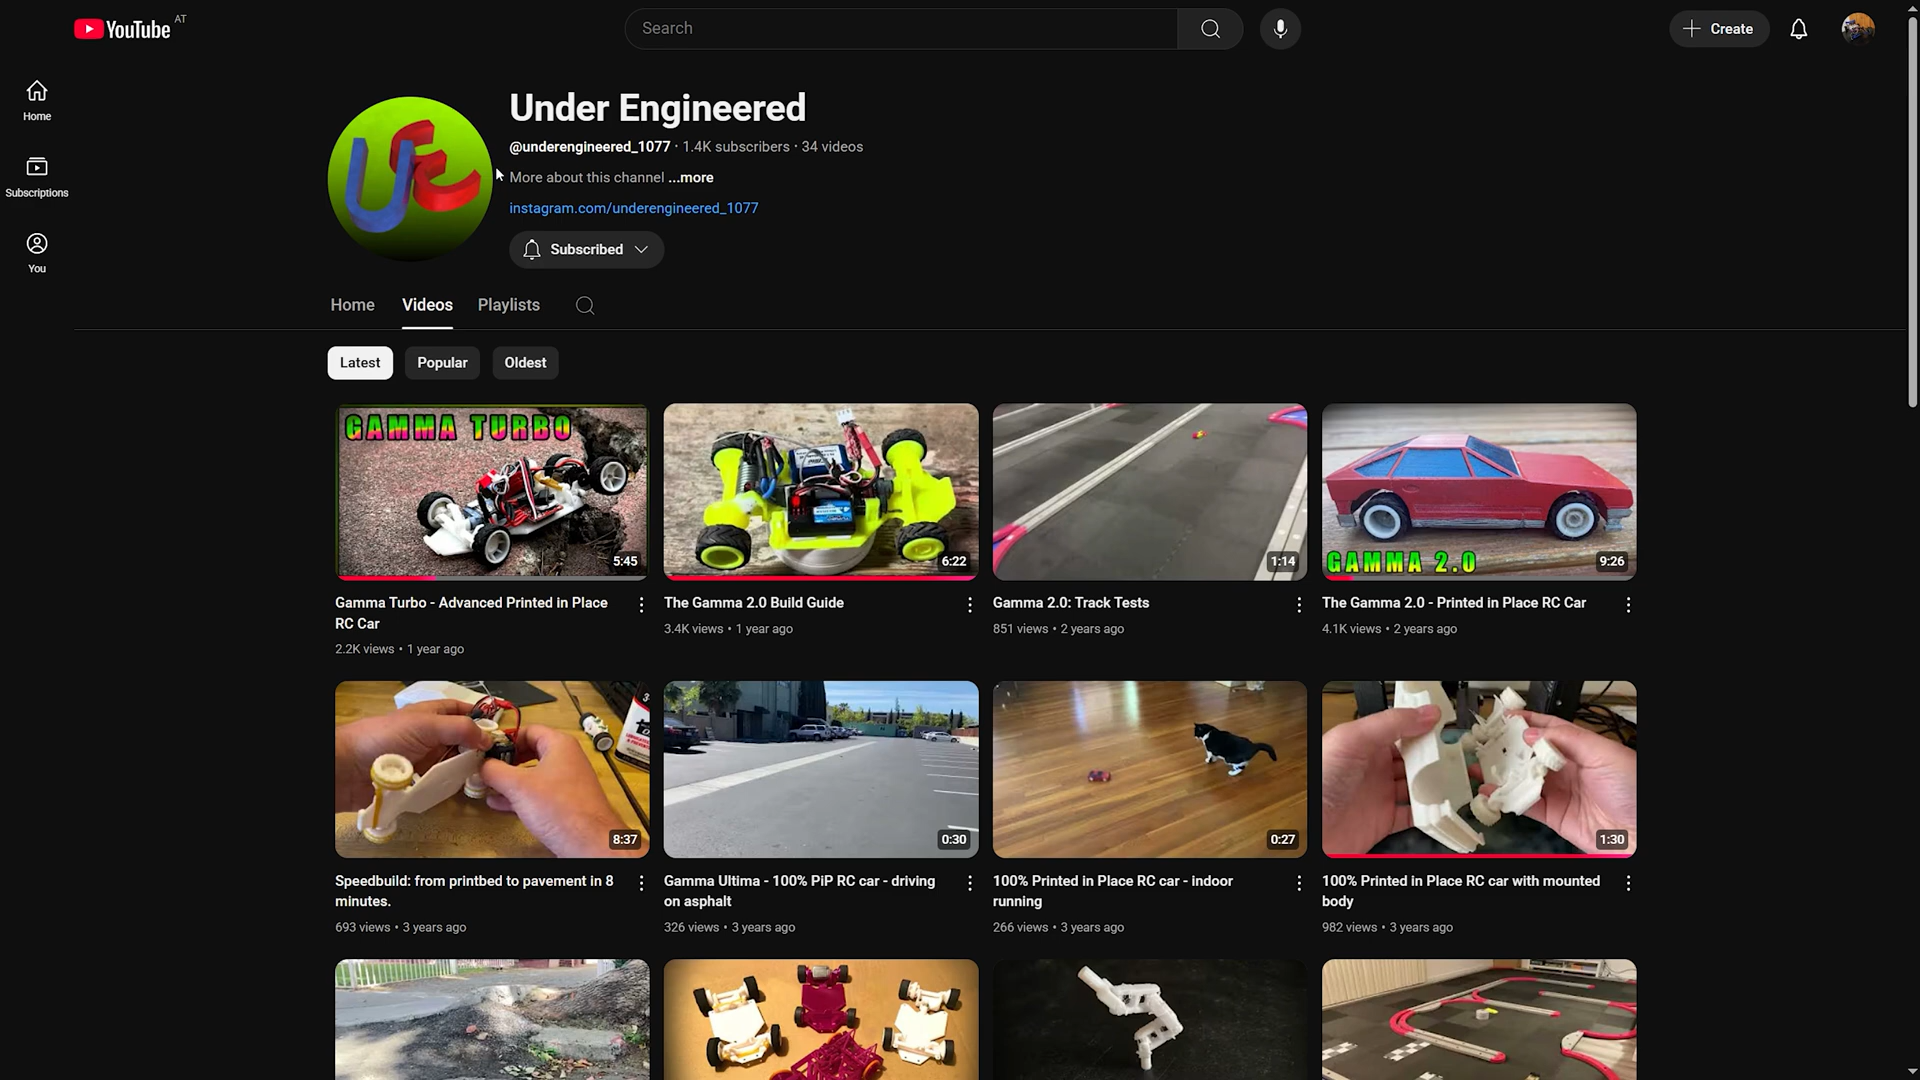 YouTube AT
Search
Create
Home
Subscriptions
You
UE
Under Engineered
@underengineered_1077 · 1.4K subscribers · 34 videos
More about this channel ...more
instagram.com/underengineered_1077
Subscribed
Home Videos Playlists
Latest Popular Oldest
GAMMA TURBO
5:45
6:22
1:14
GAMMA 2.0
9:26
Gamma Turbo - Advanced Printed in Place
RC Car
2.2K views • 1 year ago
The Gamma 2.0 Build Guide
3.4K views • 1 year ago
Gamma 2.0: Track Tests
851 views • 2 years ago
The Gamma 2.0 - Printed in Place RC Car
4.1K views • 2 years ago
8:37
0:30
0:27
1:30
Speedbuild: from printbed to pavement in 8
minutes.
693 views • 3 years ago
Gamma Ultima - 100% PiP RC car - driving
on asphalt
326 views • 3 years ago
100% Printed in Place RC car - indoor
running
266 views • 3 years ago
100% Printed in Place RC car with mounted
body
982 views • 3 years ago